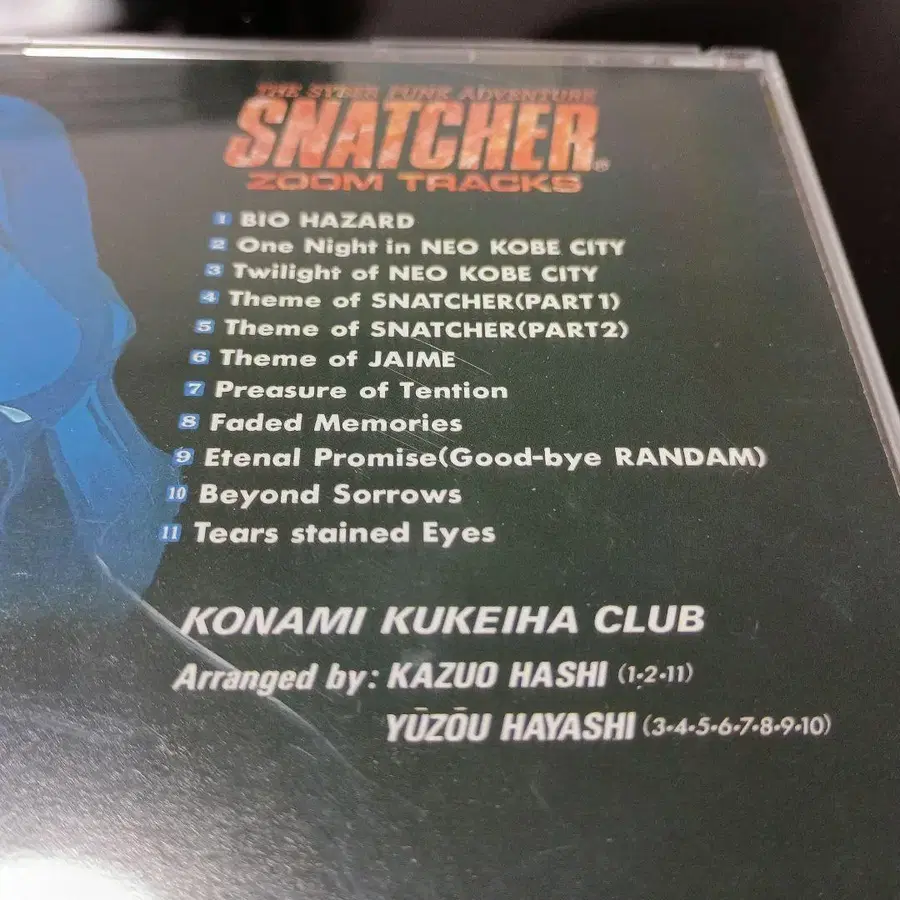 THE SYBER PUNK ADVENTURE
SNATCHER®
ZOOM TRACKS
1 BIO HAZARD
2 One Night in NEO KOBE CITY
3 Twilight of NEO KOBE CITY
4 Theme of SNATCHER(PART1)
5 Theme of SNATCHER(PART2)
6 Theme of JAIME
7 Preasure of Tention
8 Faded Memories
9 Etenal Promise(Good-bye RANDAM)
10 Beyond Sorrows
11 Tears stained Eyes
KONAMI KUKEIHA CLUB
Arranged by: KAZUO HASHI (1•2•11)
YŪZŌU HAYASHI (3•4•5•6•7•8•9•10)